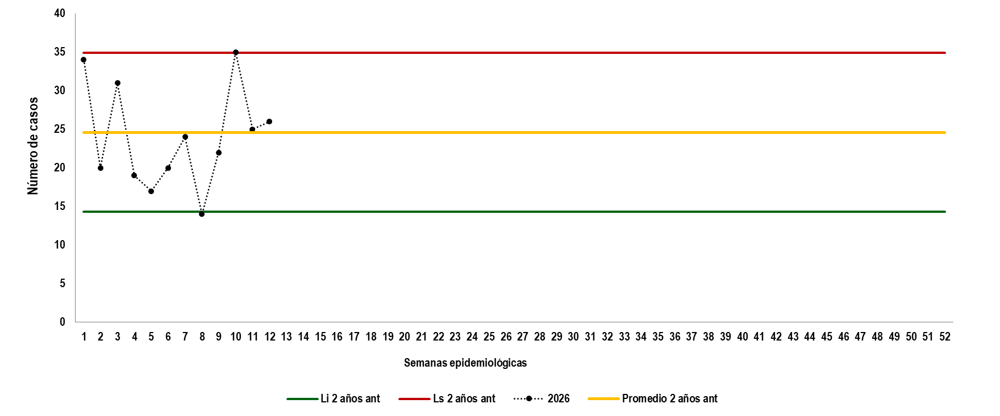 40
35
30
25
20
15
10
5
0
Número de casos
1 2 3 4 5 6 7 8 9 10 11 12 13 14 15 16 17 18 19 20 21 22 23 24 25 26 27 28 29 30 31 32 33 34 35 36 37 38 39 40 41 42 43 44 45 46 47 48 49 50 51 52
Semanas epidemiológicas
Li 2 años ant Ls 2 años ant 2026 Promedio 2 años ant